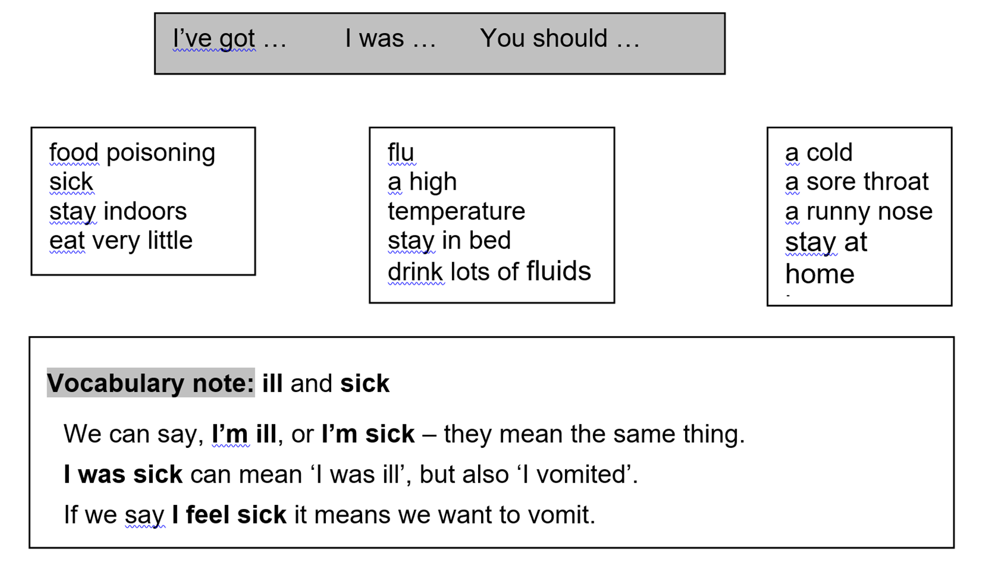 I’ve got … I was … You should …
food poisoning
sick
stay indoors
eat very little
flu
a high
temperature
stay in bed
drink lots of fluids
a cold
a sore throat
a runny nose
stay at
home
Vocabulary note: ill and sick
We can say, I’m ill, or I’m sick – they mean the same thing.
I was sick can mean ‘I was ill’, but also ‘I vomited’.
If we say I feel sick it means we want to vomit.